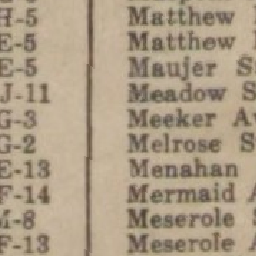 H-5 Matthew
E-5 Matthew
E-5 Maujer
J-11 Meadow
G-3 Meeker
G-2 Melrose
E-13 Menahan
F-14 Mermaid
M-8 Meserole
F-13 Meserole